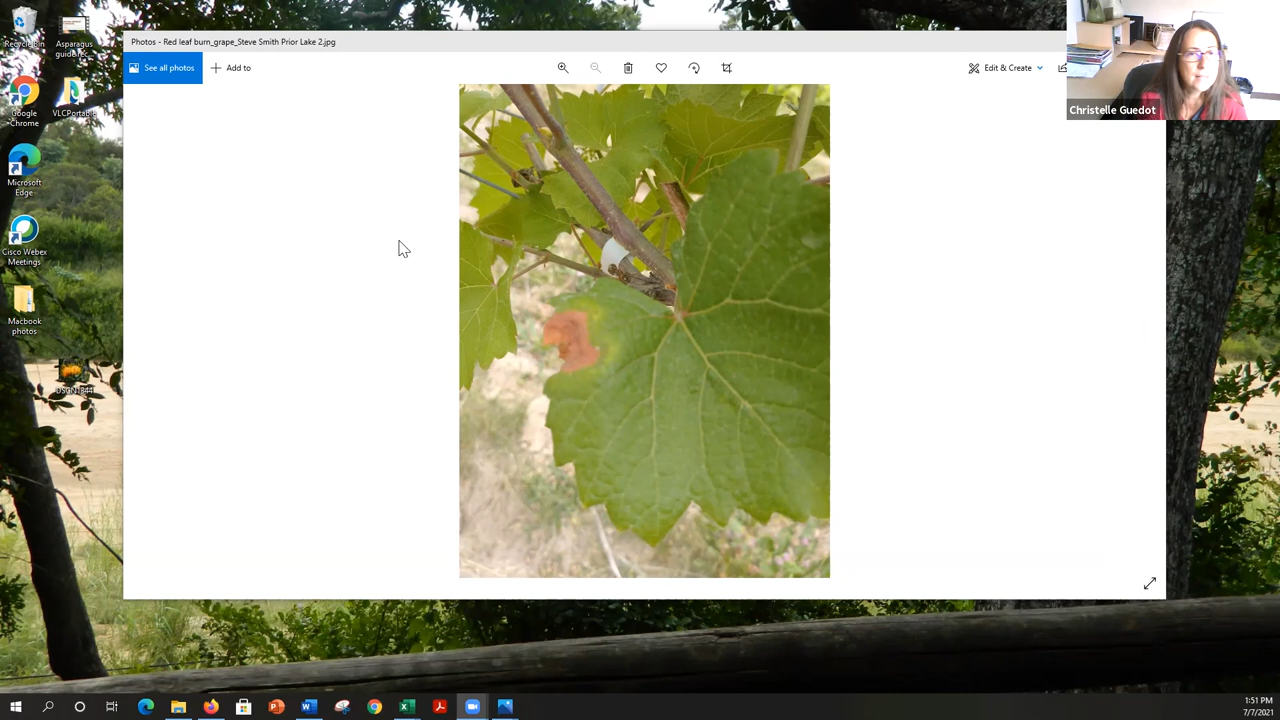 Recycle Bin
Asparagus
guiderec...
Photos - Red leaf burn_grape_Steve Smith Prior Lake 2.jpg
See all photos
Add to
Edit & Create
Christelle Guedot
Google
Chrome
VLCPortable
Microsoft
Edge
Cisco Webex
Meetings
Macbook
photos
1:51 PM
7/7/2021